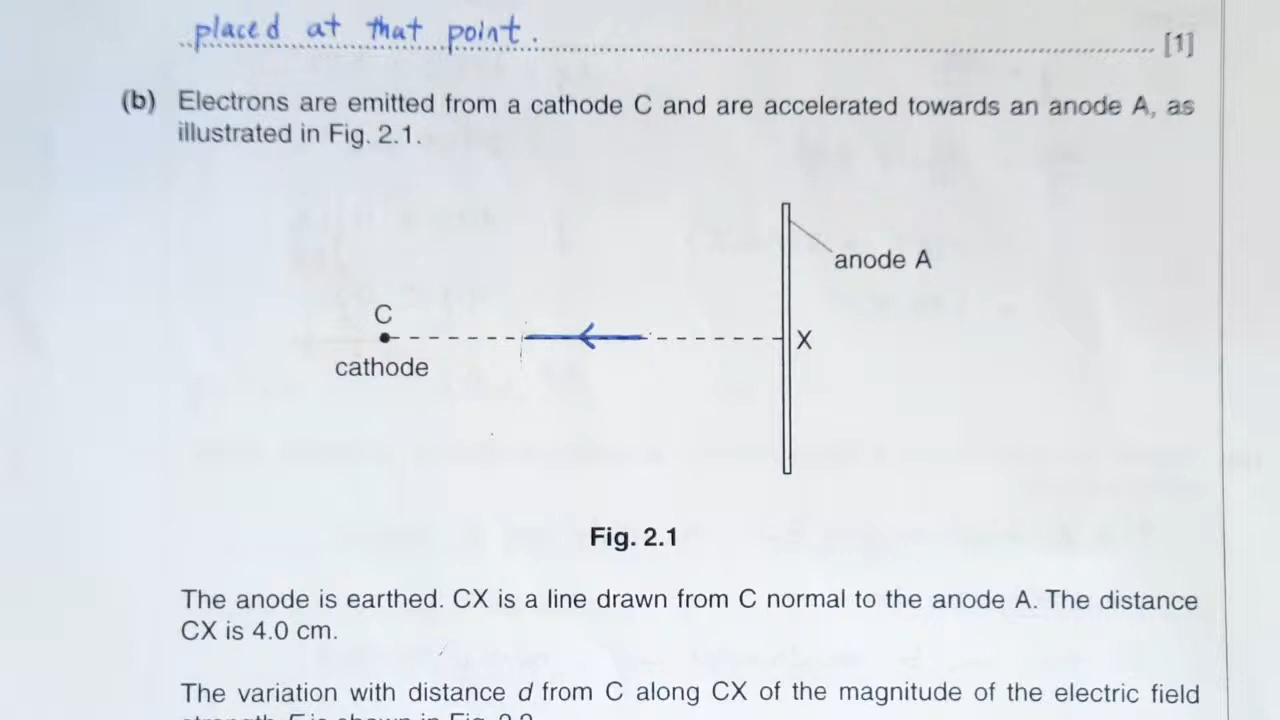 placed at that point. [1]
(b) Electrons are emitted from a cathode C and are accelerated towards an anode A, as
illustrated in Fig. 2.1.
anode A
C
X
cathode
Fig. 2.1
The anode is earthed. CX is a line drawn from C normal to the anode A. The distance
CX is 4.0 cm.
The variation with distance d from C along CX of the magnitude of the electric field